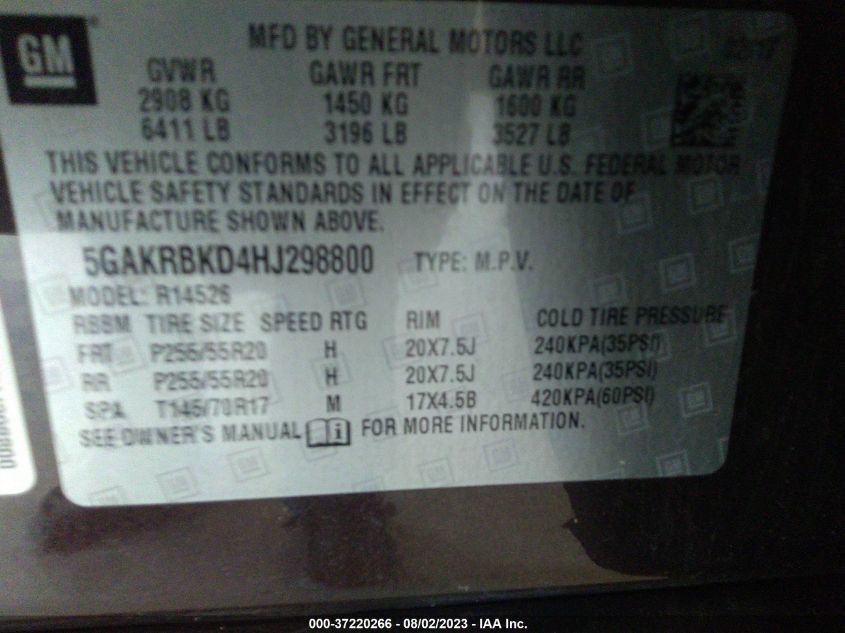 GM
MFD BY GENERAL MOTORS LLC
GVWR GAWR FRT GAWR RR
2908 KG 1450 KG 1600 KG
6411 LB 3196 LB 3527 LB
THIS VEHICLE CONFORMS TO ALL APPLICABLE U.S. FEDERAL MOTOR
VEHICLE SAFETY STANDARDS IN EFFECT ON THE DATE OF
MANUFACTURE SHOWN ABOVE.
5GAKRBKD4HJ298800 TYPE: M.P.V.
MODEL: R14526
RBBM TIRE SIZE SPEED RTG RIM COLD TIRE PRESSURE
FRT P255/55R20 H 20X7.5J 240KPA(35PSI)
RR P255/55R20 H 20X7.5J 240KPA(35PSI)
SPA T145/70R17 M 17X4.5B 420KPA(60PSI)
SEE OWNER'S MANUAL i FOR MORE INFORMATION.
000-37220266 - 08/02/2023 - IAA Inc.